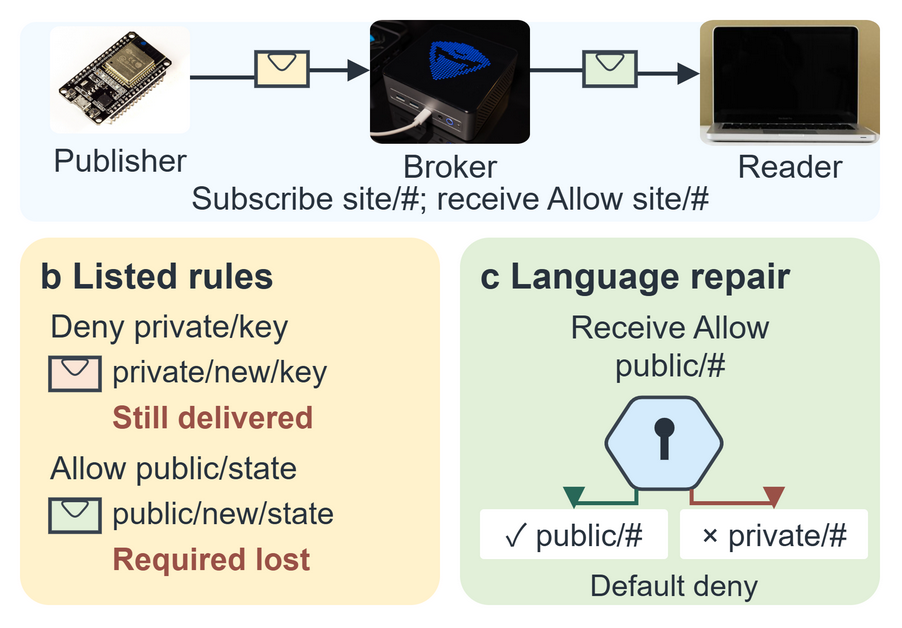 Publisher
Broker
Reader
Subscribe site/#; receive Allow site/#
b Listed rules
Deny private/key
private/new/key
Still delivered
Allow public/state
public/new/state
Required lost
c Language repair
Receive Allow
public/#
✓ public/#
× private/#
Default deny